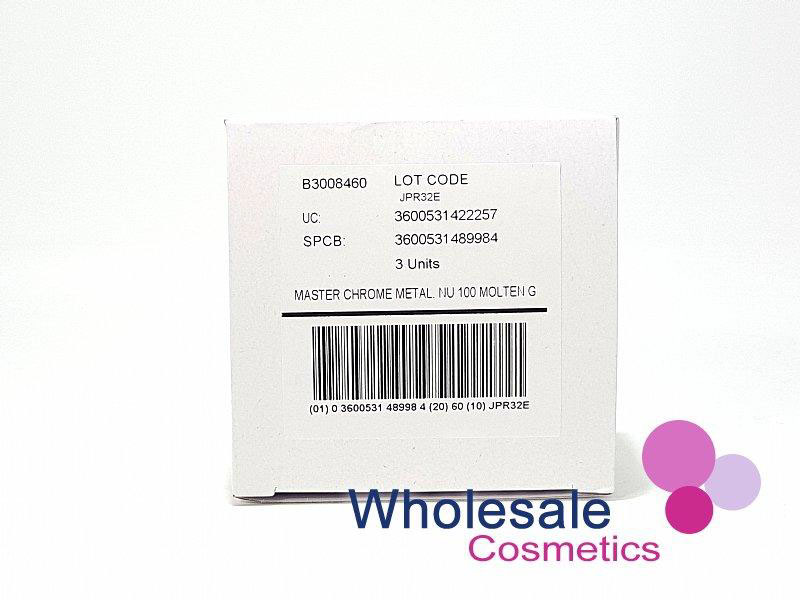 B3008460 LOT CODE
JPR32E
UC: 3600531422257
SPCB: 3600531489984
3 Units
MASTER CHROME METAL. NU 100 MOLTEN G
(01) 0 3600531 48998 4 (20) 60 (10) JPR32E
Wholesale
Cosmetics